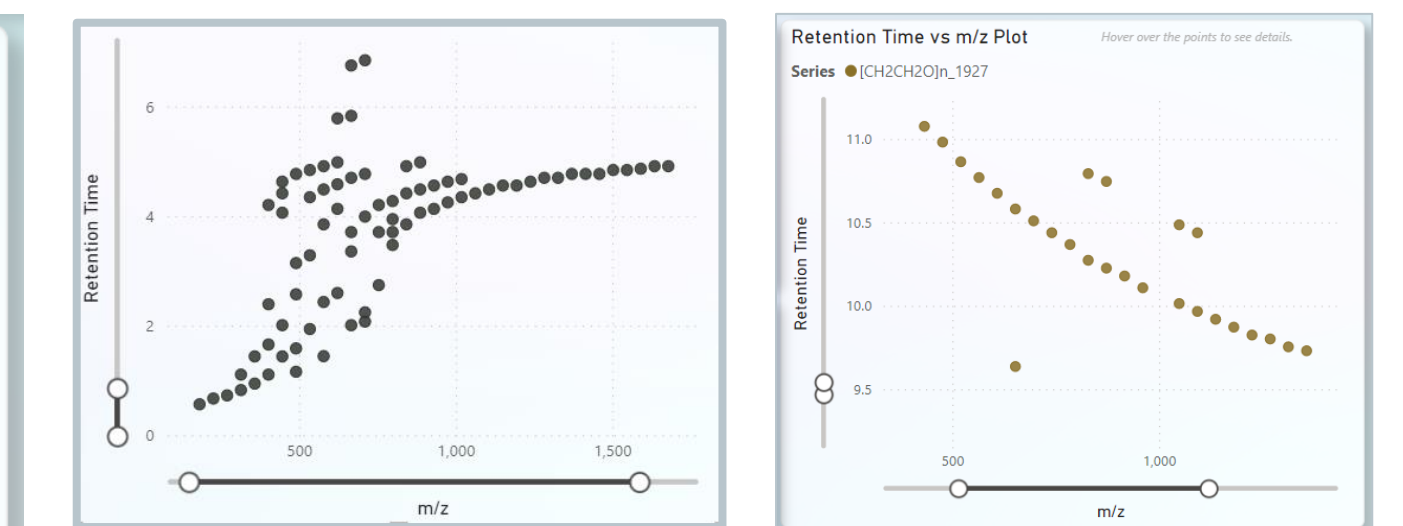 Retention Time
6
4
2
0
500 1,000 1,500
m/z
Retention Time vs m/z Plot
Hover over the points to see details.
Series [CH2CH2O]n_1927
Retention Time
11.0
10.5
10.0
9.5
500 1,000
m/z